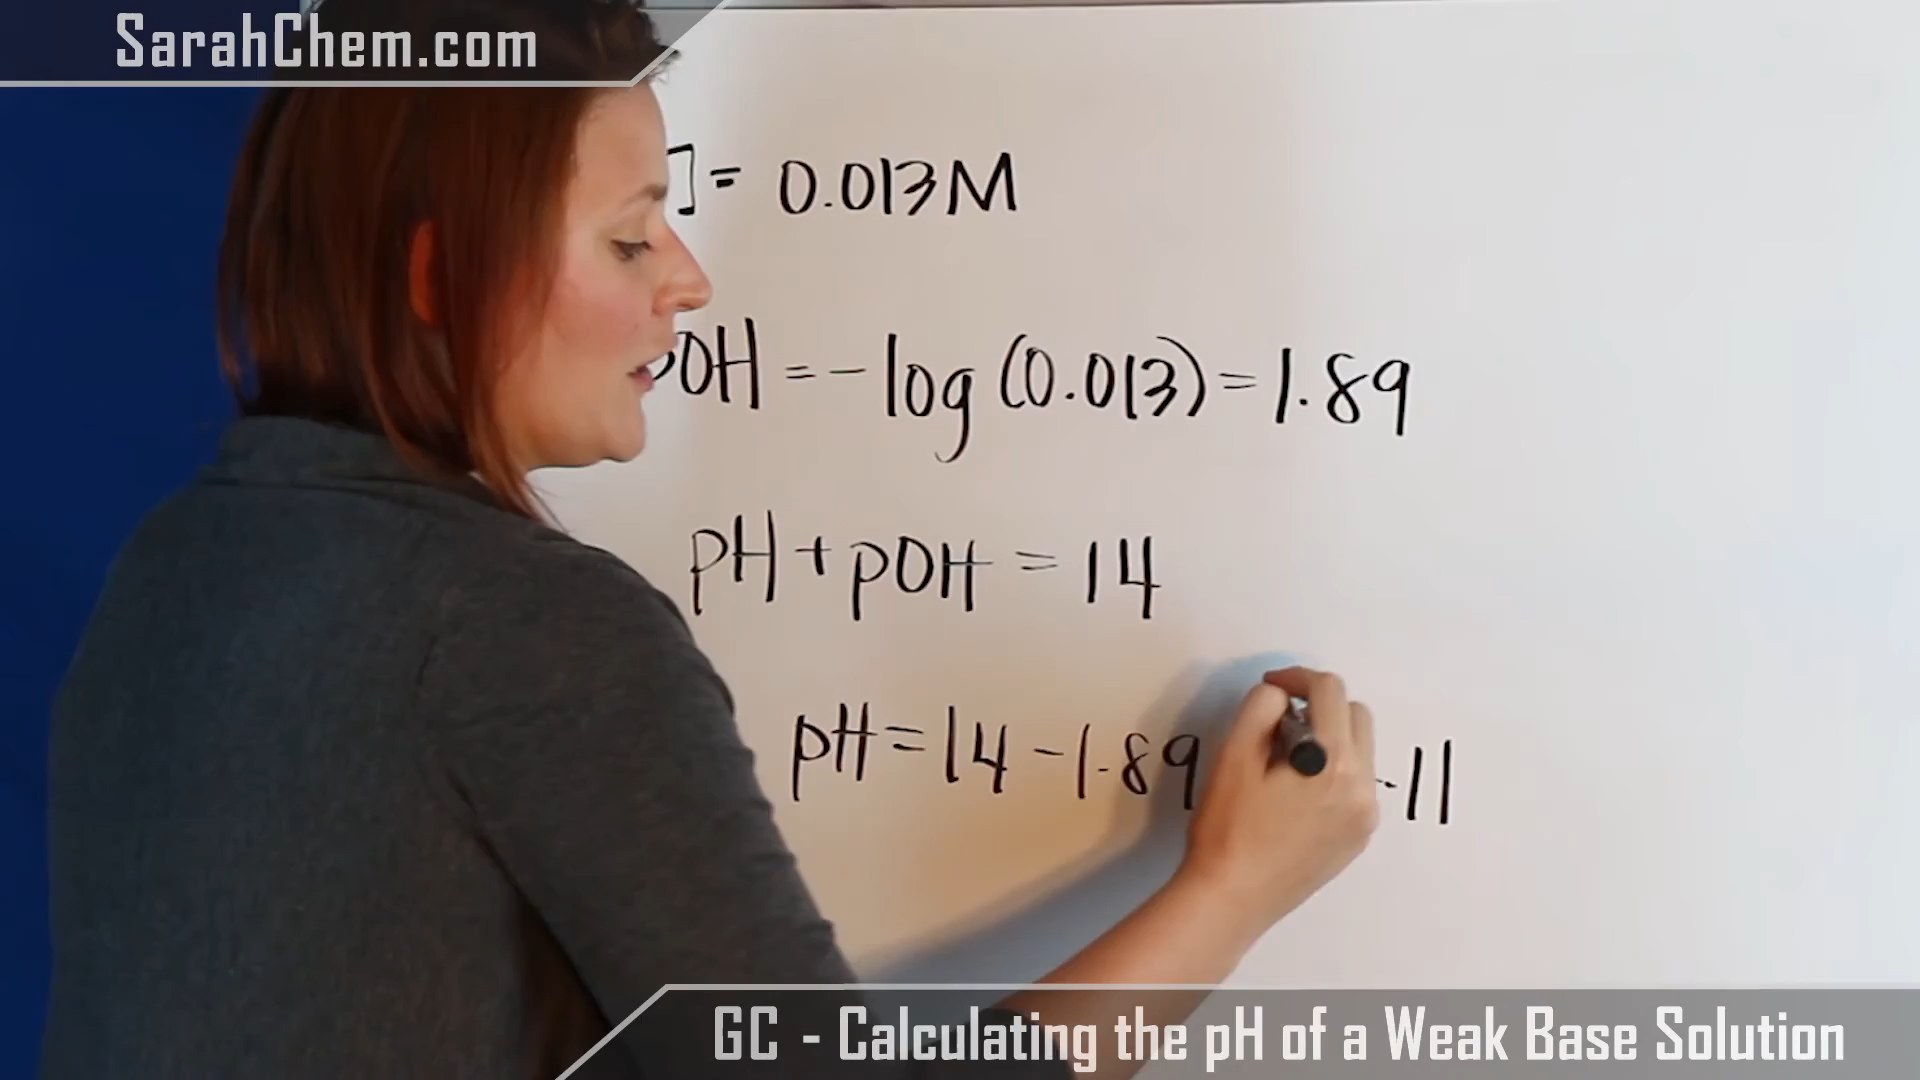 SarahChem.com
] = 0.013M
pOH = - log (0.013) = 1.89
pH + pOH = 14
pH = 14 - 1.89 .11
GC - Calculating the pH of a Weak Base Solution